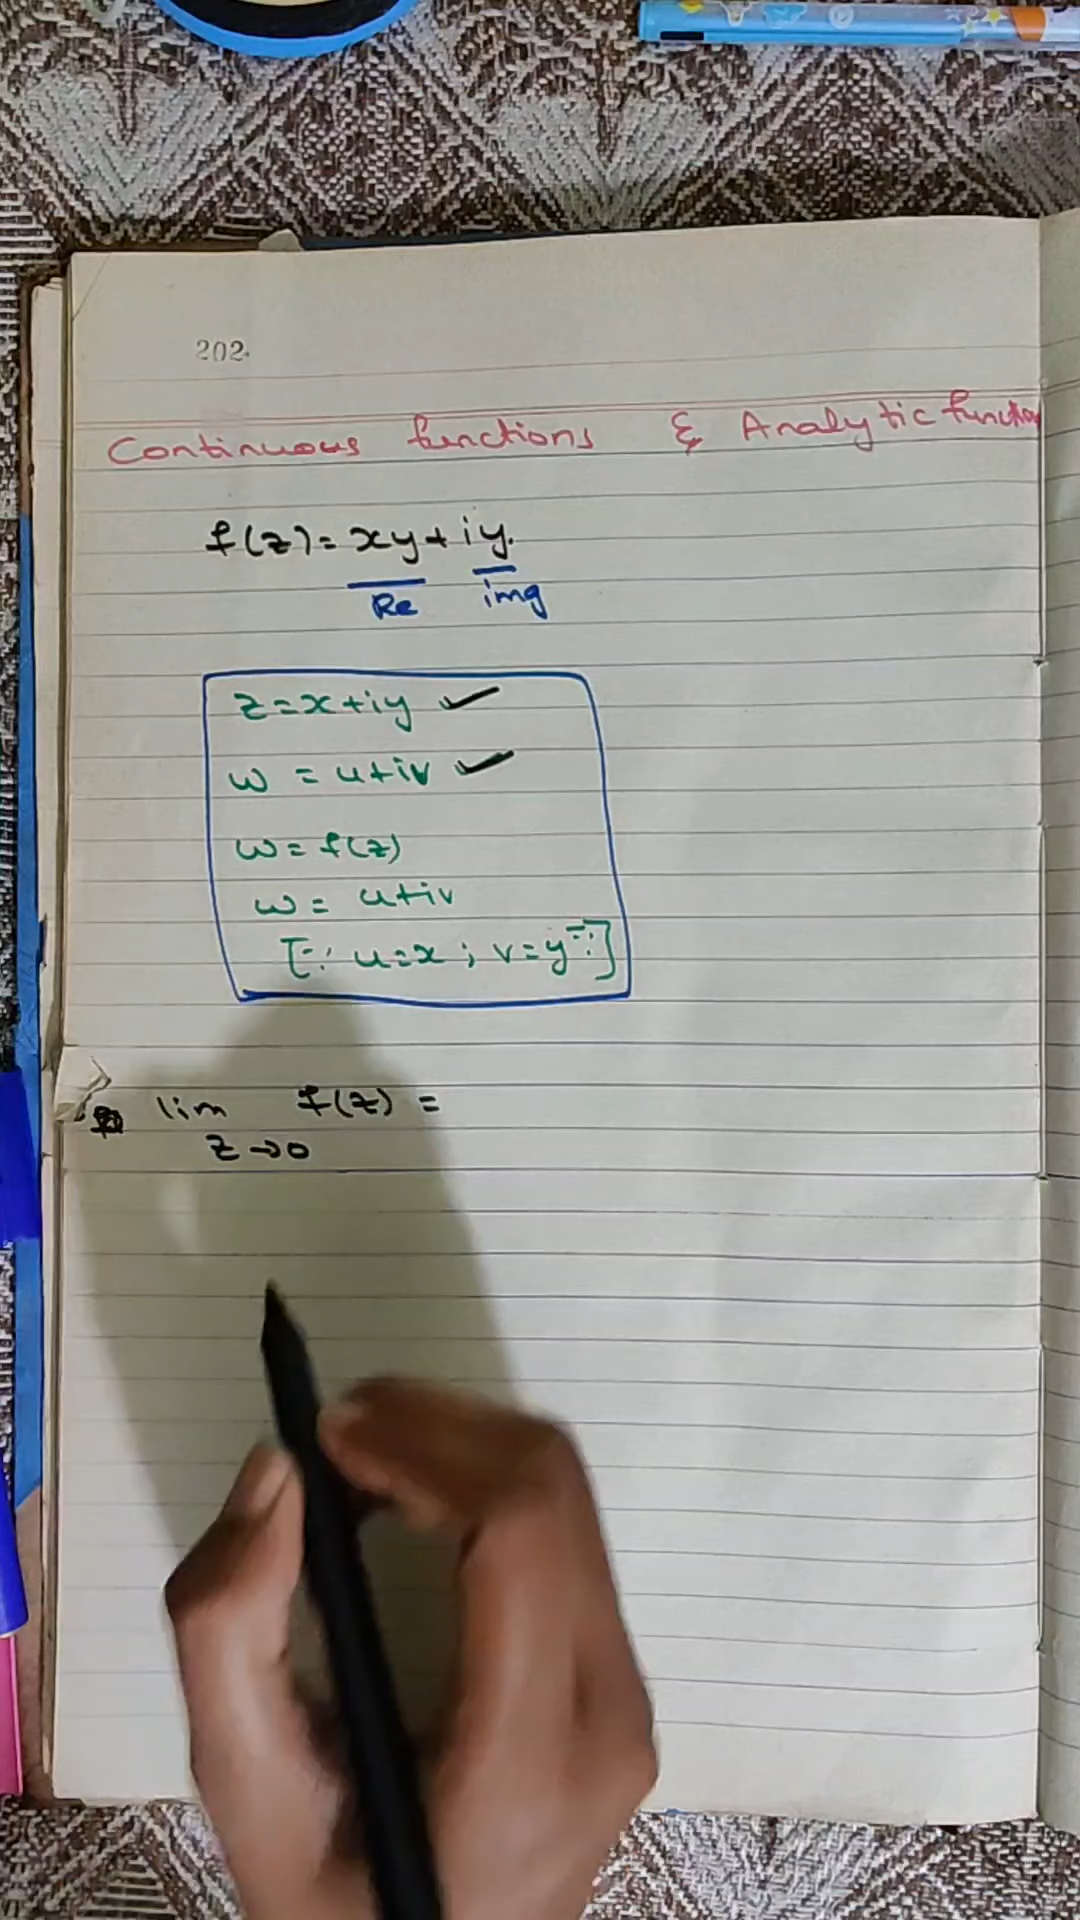 202.
Continuous functions & Analytic function
f(z)= xy+iy.
Re img
z=x+iy ✓
w = u+iv ✓
w= f(z)
w= u+iv
[∵ u=x ; v=y ∵]
lim f(z) =
z→0